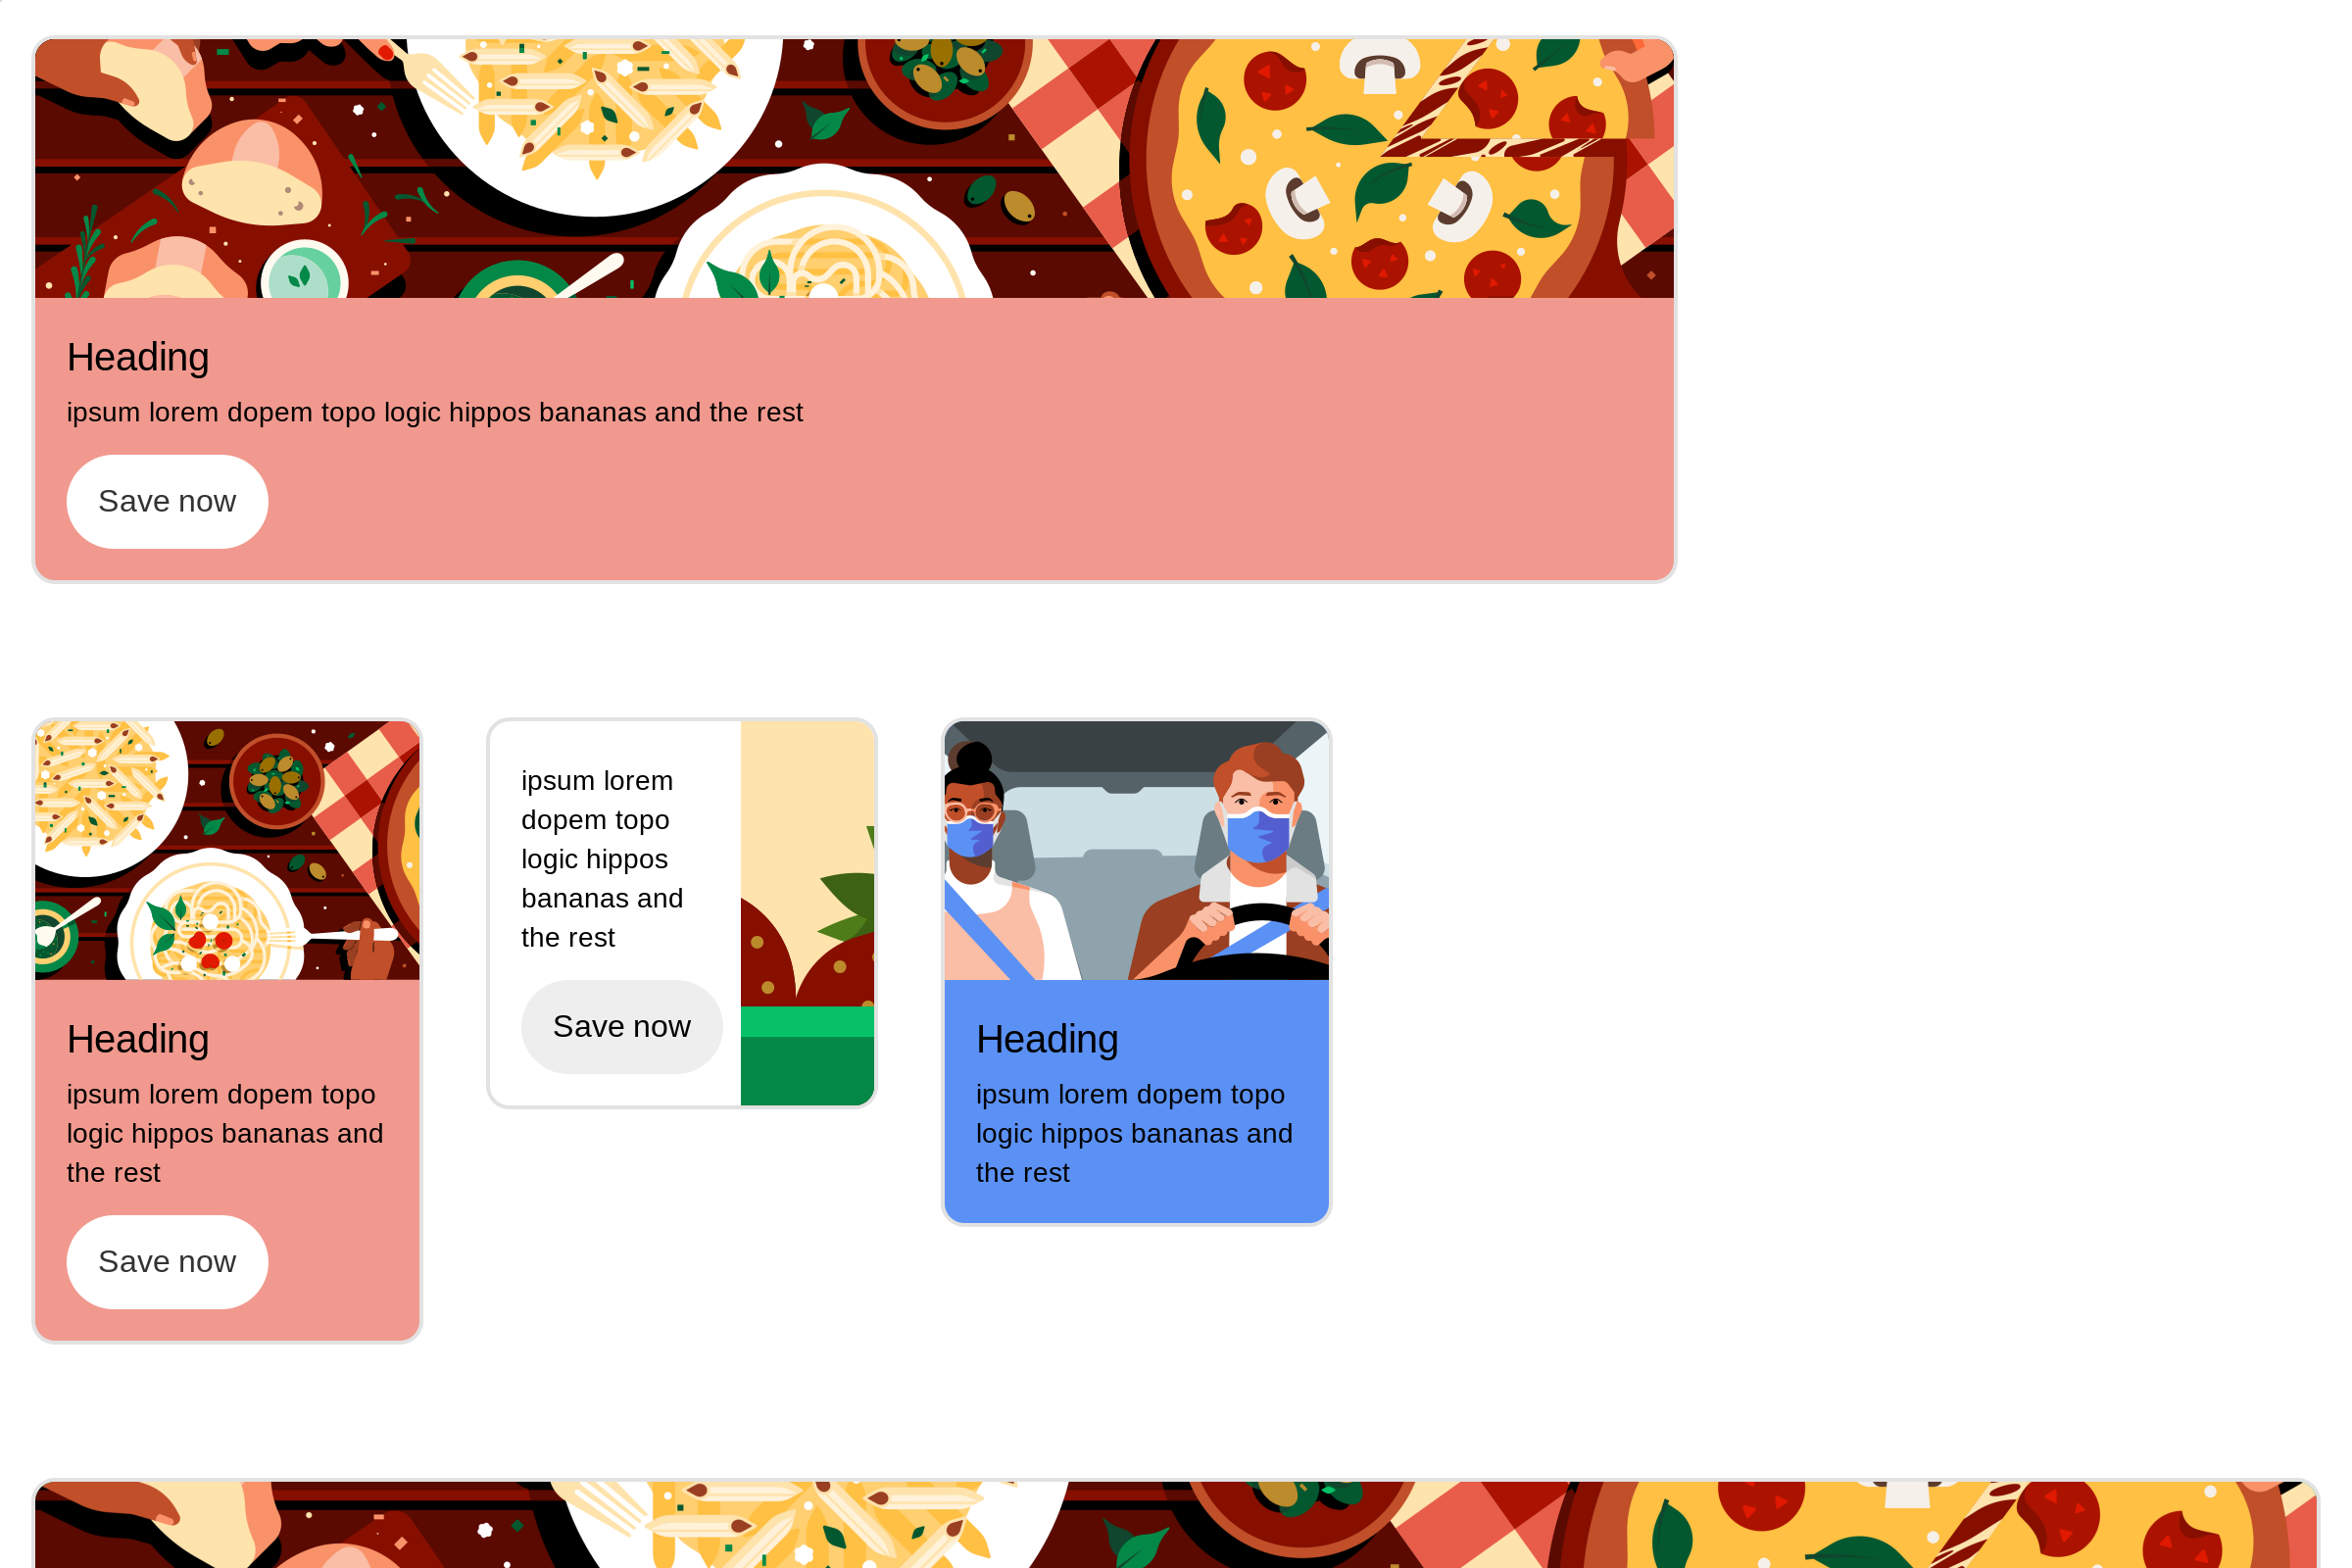 Heading
ipsum lorem dopem topo logic hippos bananas and the rest
Save now
Heading
ipsum lorem dopem topo
logic hippos bananas and
the rest
Save now
ipsum lorem
dopem topo
logic hippos
bananas and
the rest
Save now
Heading
ipsum lorem dopem topo
logic hippos bananas and
the rest